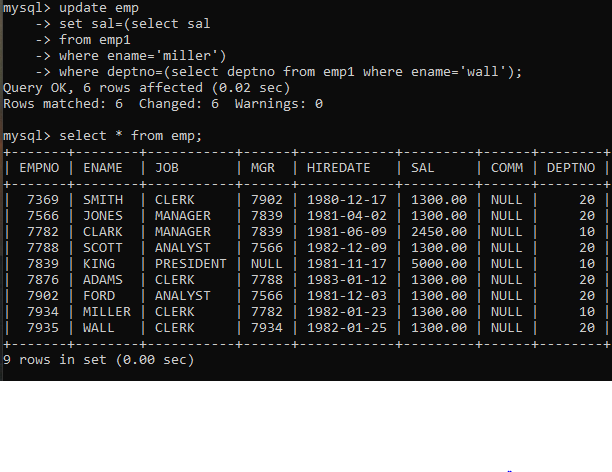 mysql> update emp
    -> set sal=(select sal
    -> from emp1
    -> where ename='miller')
    -> where deptno=(select deptno from emp1 where ename='wall');
Query OK, 6 rows affected (0.02 sec)
Rows matched: 6  Changed: 6  Warnings: 0

mysql> select * from emp;
+-------+--------+-----------+------+------------+---------+------+--------+
| EMPNO | ENAME  | JOB       | MGR  | HIREDATE   | SAL     | COMM | DEPTNO |
+-------+--------+-----------+------+------------+---------+------+--------+
|  7369 | SMITH  | CLERK     | 7902 | 1980-12-17 | 1300.00 | NULL |     20 |
|  7566 | JONES  | MANAGER   | 7839 | 1981-04-02 | 1300.00 | NULL |     20 |
|  7782 | CLARK  | MANAGER   | 7839 | 1981-06-09 | 2450.00 | NULL |     10 |
|  7788 | SCOTT  | ANALYST   | 7566 | 1982-12-09 | 1300.00 | NULL |     20 |
|  7839 | KING   | PRESIDENT | NULL | 1981-11-17 | 5000.00 | NULL |     10 |
|  7876 | ADAMS  | CLERK     | 7788 | 1983-01-12 | 1300.00 | NULL |     20 |
|  7902 | FORD   | ANALYST   | 7566 | 1981-12-03 | 1300.00 | NULL |     20 |
|  7934 | MILLER | CLERK     | 7782 | 1982-01-23 | 1300.00 | NULL |     10 |
|  7935 | WALL   | CLERK     | 7934 | 1982-01-25 | 1300.00 | NULL |     20 |
+-------+--------+-----------+------+------------+---------+------+--------+
9 rows in set (0.00 sec)